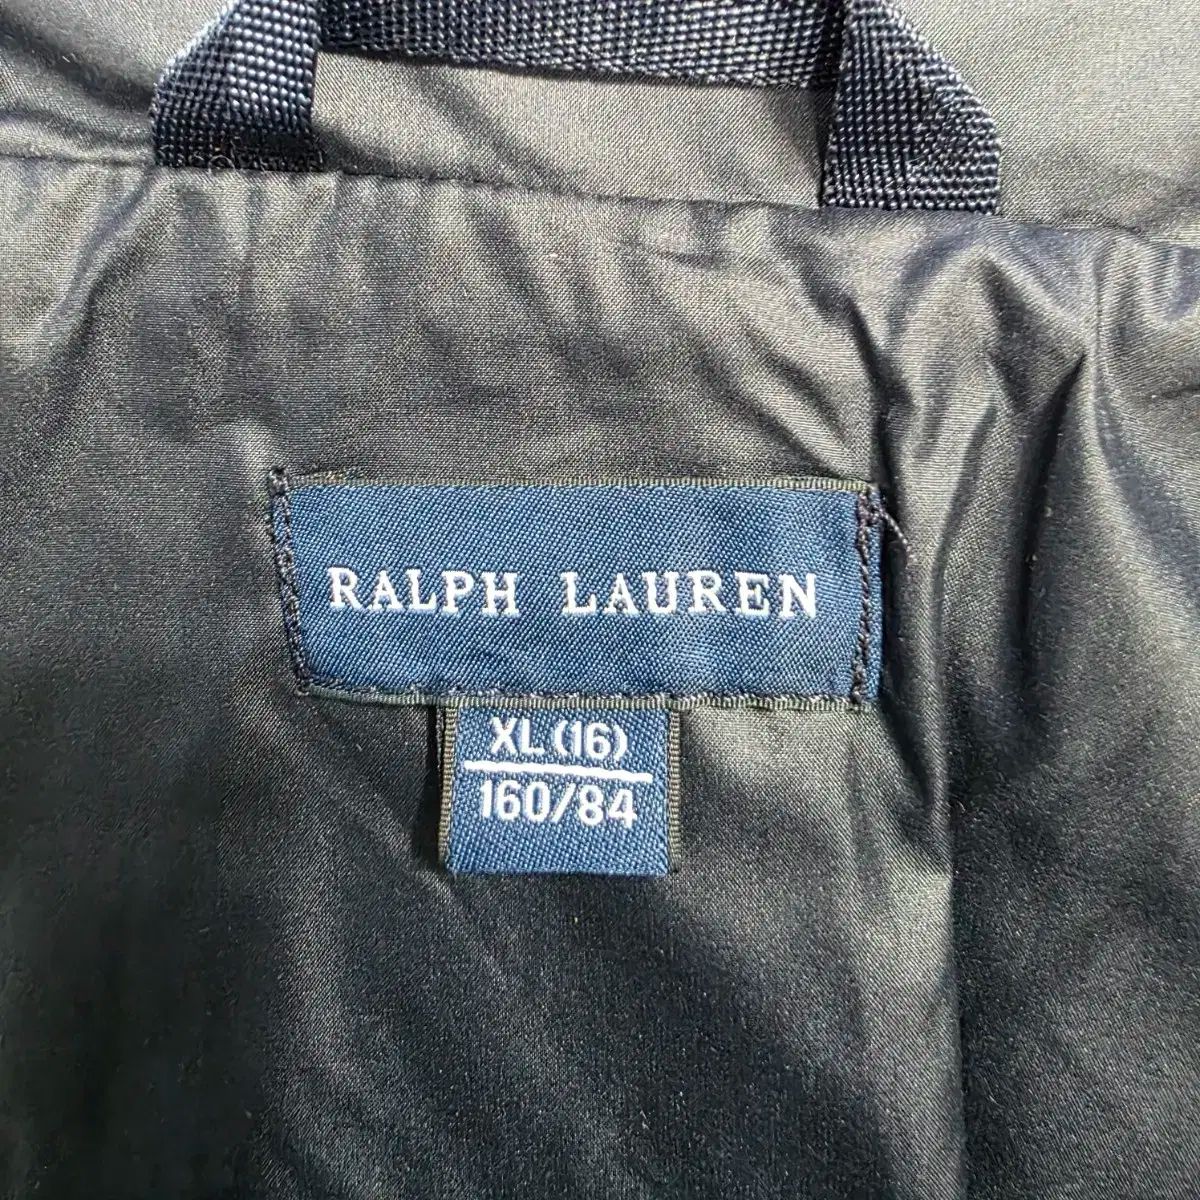 RALPH LAUREN
XL (16)
160/84